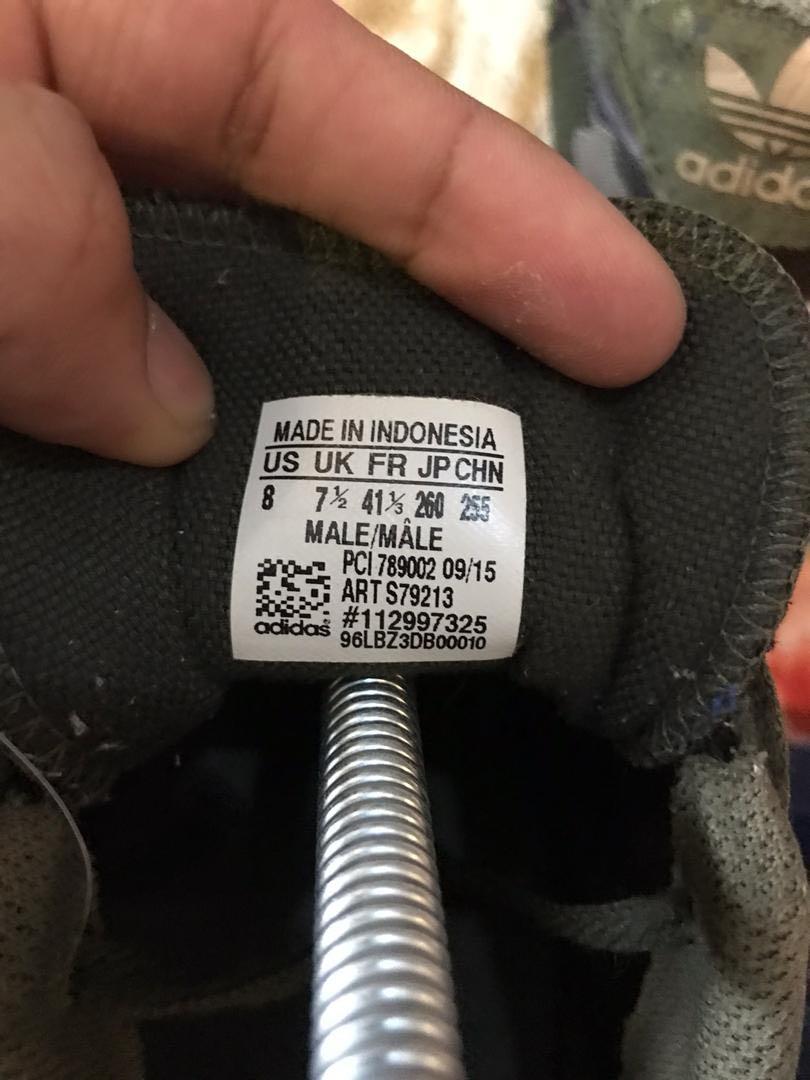 adidas
MADE IN INDONESIA
US UK FR JP CHN
8 7½ 41⅓ 260 255
MALE/MÂLE
PCI 789002 09/15
ART S79213
#112997325
adidas®
96LBZ3DB00010